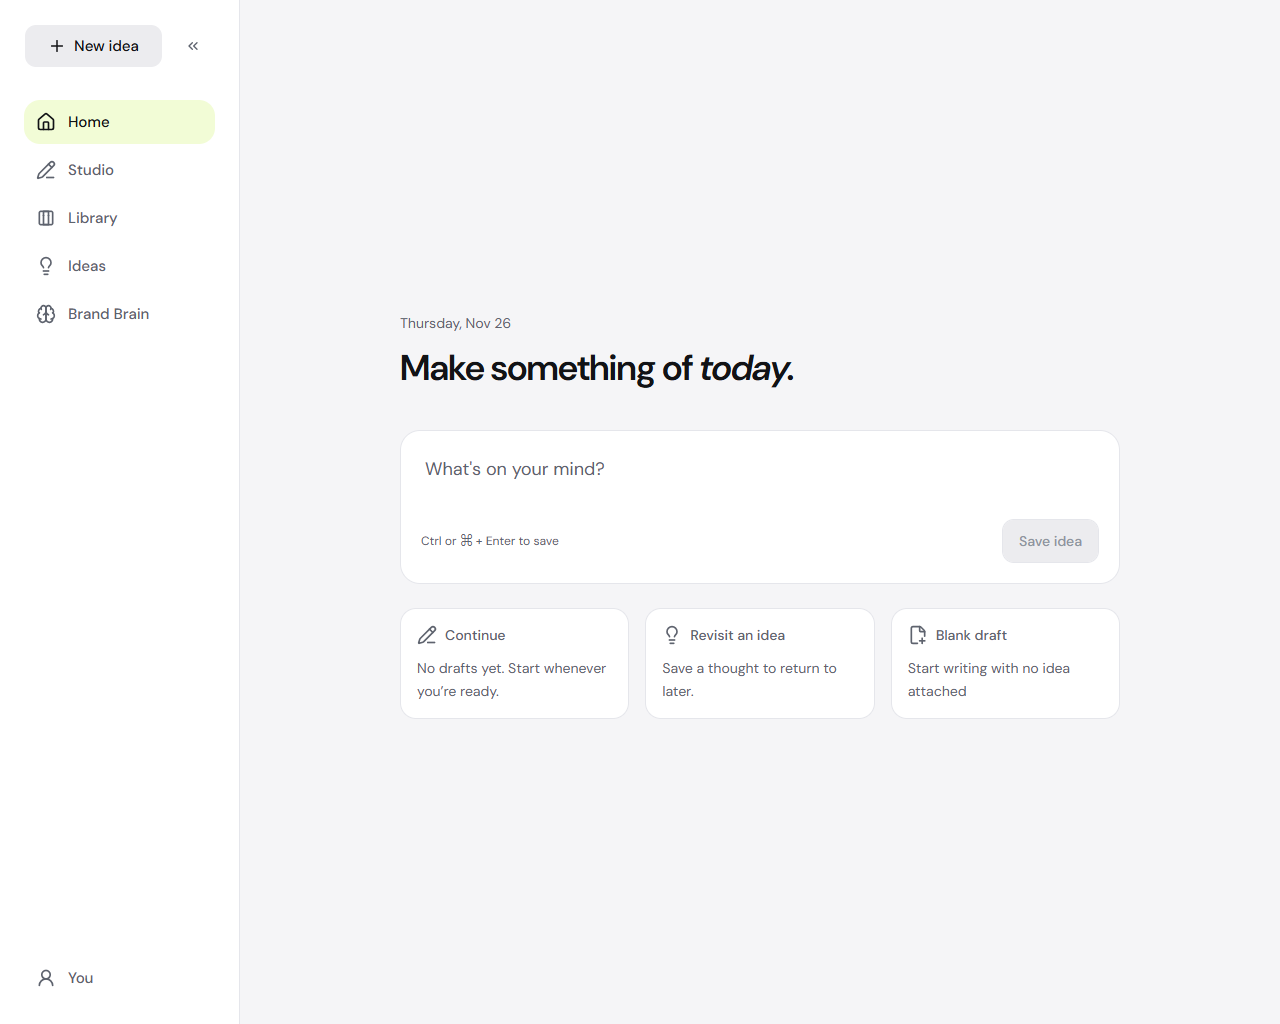 New idea
Home
Studio
Library
Ideas
Brand Brain
You
Thursday, Nov 26
Make something of today.
What's on your mind?
Ctrl or ⌘ + Enter to save
Save idea
Continue
No drafts yet. Start whenever
you’re ready.
Revisit an idea
Save a thought to return to
later.
Blank draft
Start writing with no idea
attached